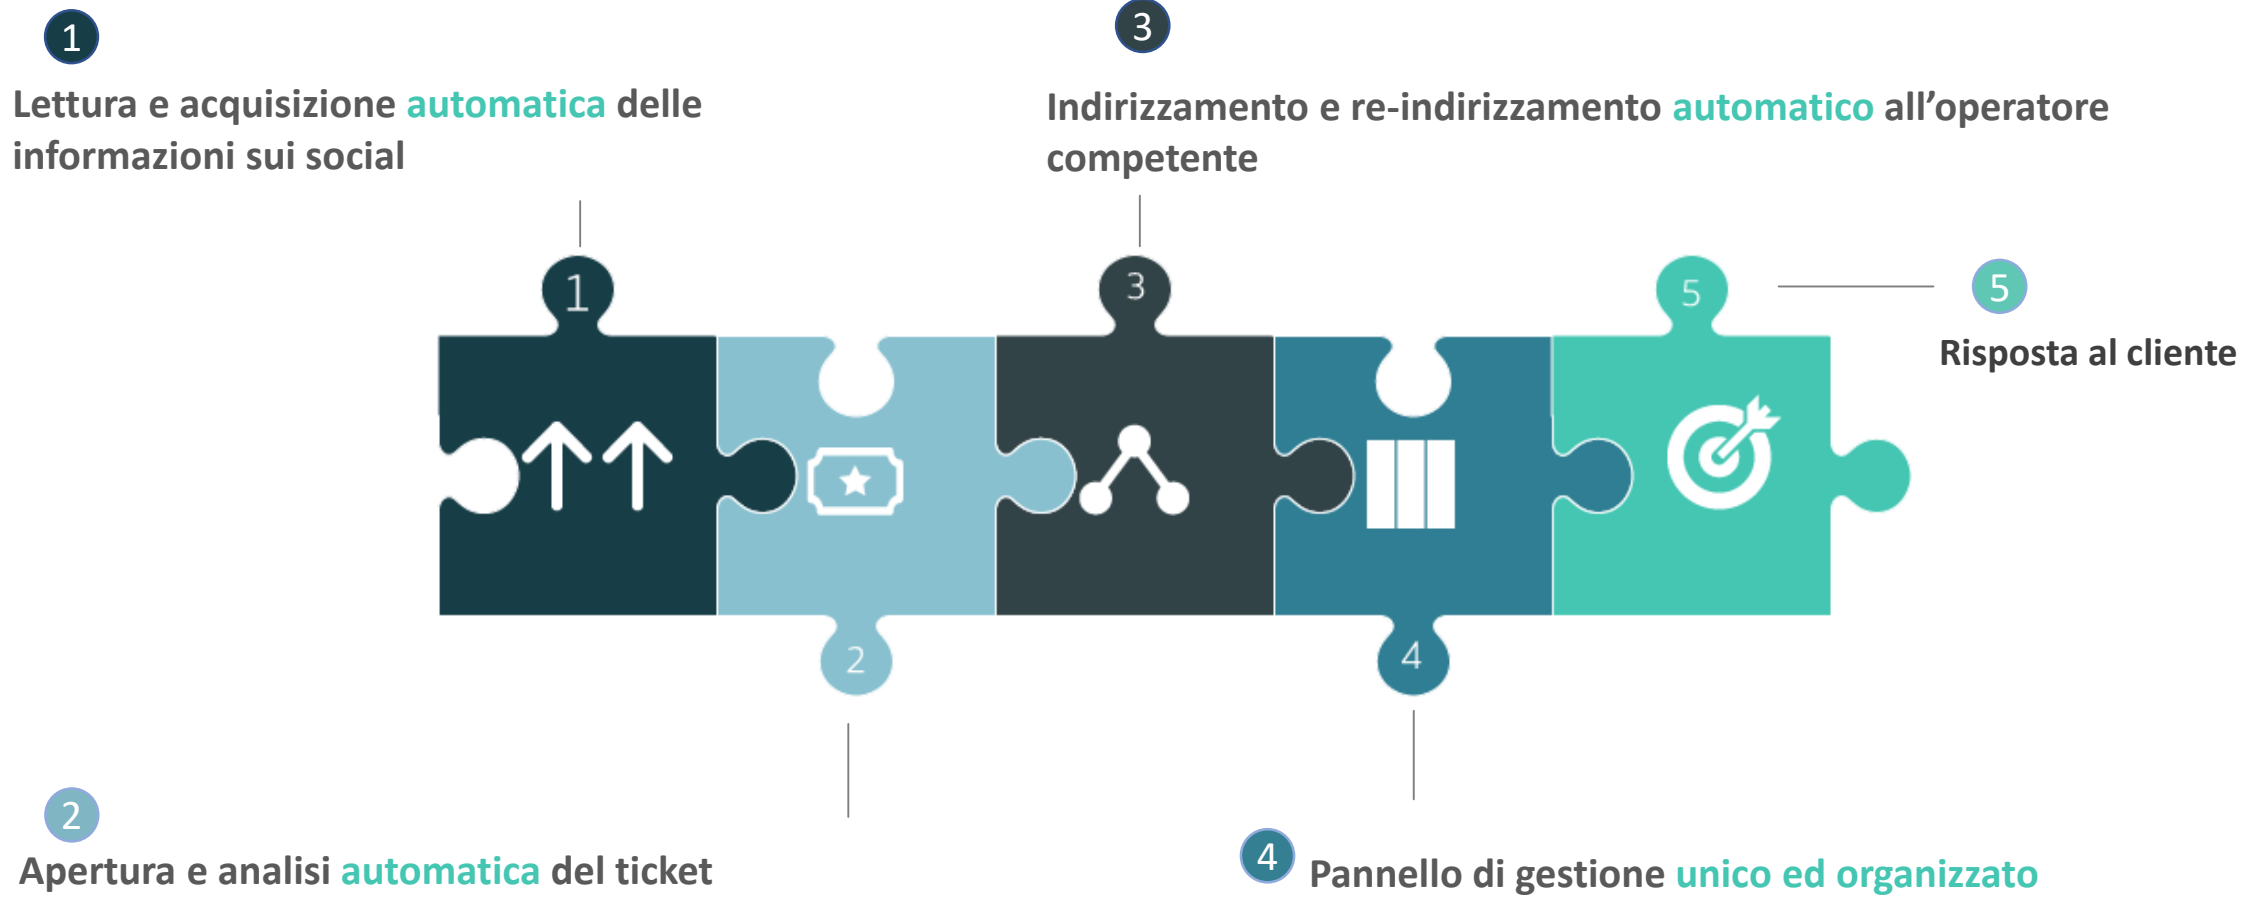 1
Lettura e acquisizione automatica delle
informazioni sui social
3
Indirizzamento e re-indirizzamento automatico all’operatore
competente
1
3
5
5
Risposta al cliente
2
4
2
Apertura e analisi automatica del ticket
4
Pannello di gestione unico ed organizzato